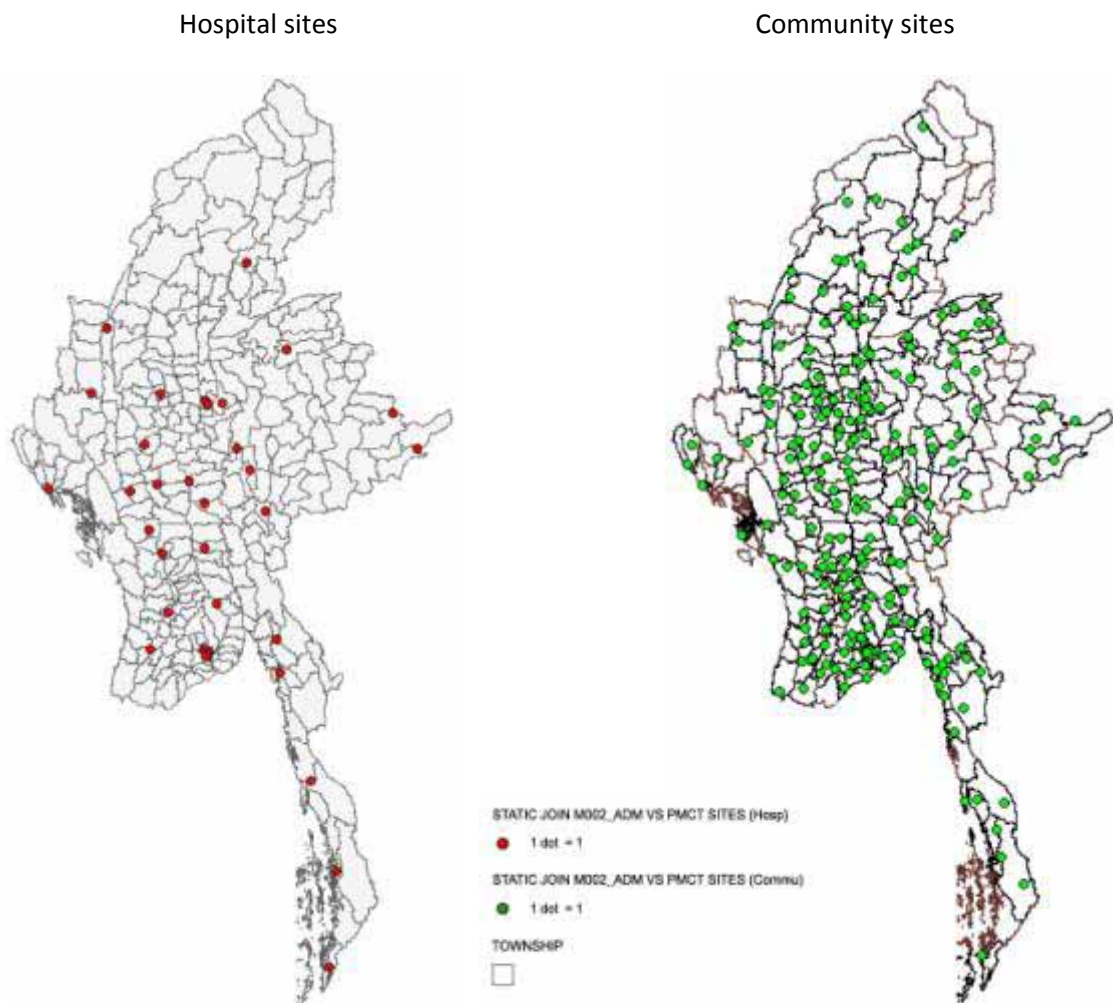 Hospital sites
Community sites
STATIC JOIN M002_ADM VS PMCT SITES (Hosp)
1 dot = 1
STATIC JOIN M002_ADM VS PMCT SITES (Commu)
1 dot = 1
TOWNSHIP